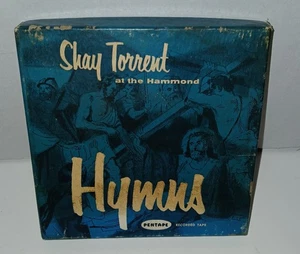 Shay Torrent
at the Hammond
Hymns
PENTAPE RECORDED TAPE